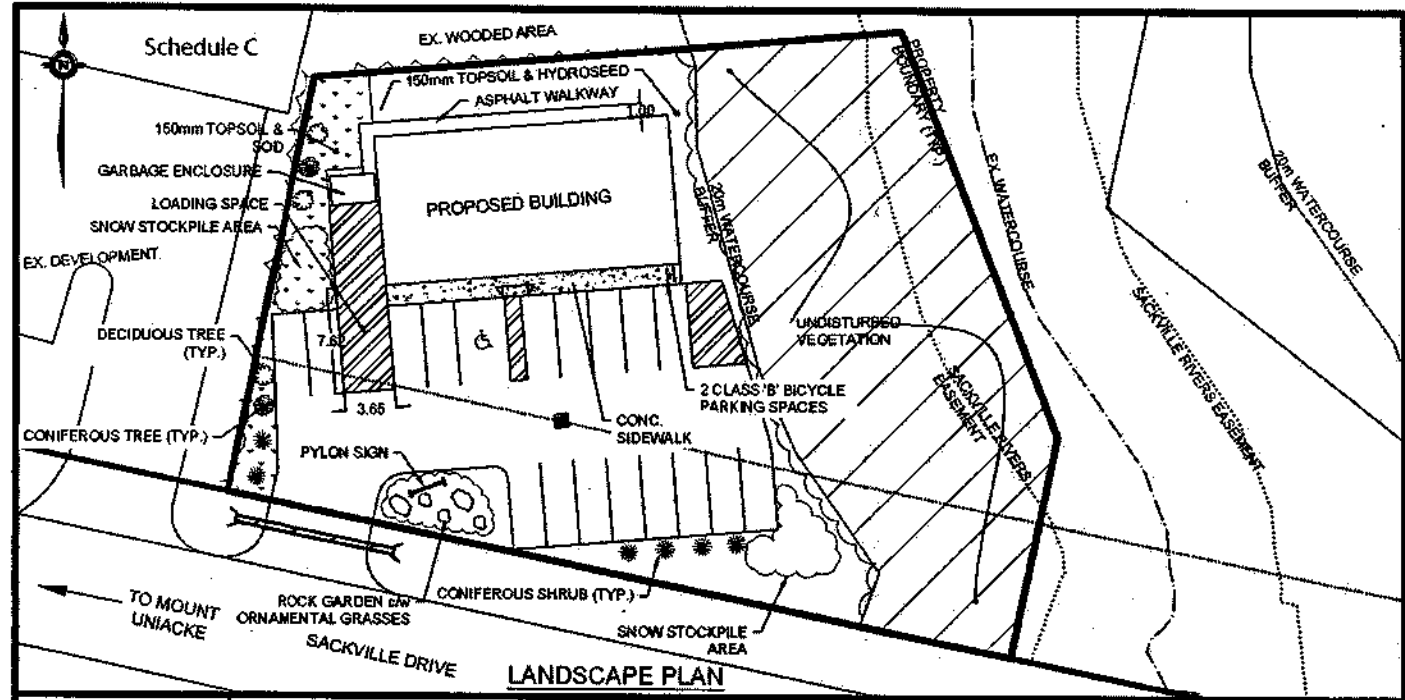 Schedule C
N
EX. WOODED AREA
150mm TOPSOIL & HYDROSEED
ASPHALT WALKWAY
1.00
PROPERTY
BOUNDARY (TYP.)
150mm TOPSOIL &
SOD
GARBAGE ENCLOSURE
LOADING SPACE
SNOW STOCKPILE AREA
EX. DEVELOPMENT
PROPOSED BUILDING
20m WATERCOURSE
BUFFER
EX. WATERCOURSE
20m WATERCOURSE
BUFFER
DECIDUOUS TREE
(TYP.)
7.62
UNDISTURBED
VEGETATION
SACKVILLE RIVERS
EASEMENT
SACKVILLE RIVERS EASEMENT
2 CLASS 'B' BICYCLE
PARKING SPACES
3.65
CONC.
SIDEWALK
CONIFEROUS TREE (TYP.)
PYLON SIGN
TO MOUNT
UNIACKE
ROCK GARDEN c/w
ORNAMENTAL GRASSES
CONIFEROUS SHRUB (TYP.)
SNOW STOCKPILE
AREA
SACKVILLE DRIVE
LANDSCAPE PLAN